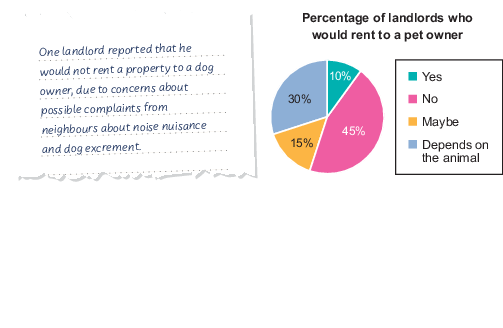 One landlord reported that he
would not rent a property to a dog
owner, due to concerns about
possible complaints from
neighbours about noise nuisance
and dog excrement.
Percentage of landlords who
would rent to a pet owner
10%
45%
15%
30%
Yes
No
Maybe
Depends on
the animal